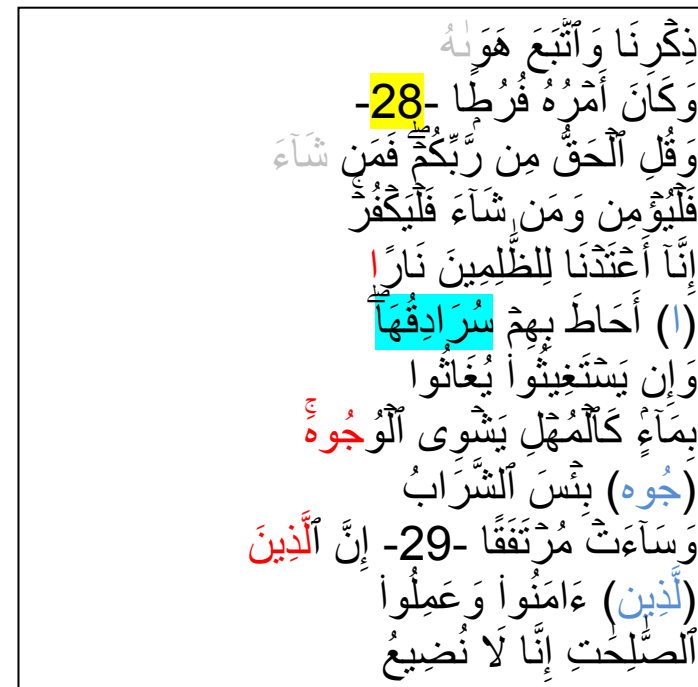 ذِكۡرِنَا وَٱتَّبَعَ هَوَىٰهُ
وَكَانَ أَمۡرُهُ فُرُطٗا -28-
وَقُلِ ٱلۡحَقُّ مِن رَّبِّكُمۡۖ فَمَن شَآءَ
فَلۡيُؤۡمِن وَمَن شَآءَ فَلۡيَكۡفُرۡۚ
إِنَّآ أَعۡتَدۡنَا لِلظَّٰلِمِينَ نَارًا
(ا) أَحَاطَ بِهِمۡ سُرَادِقُهَاۖ
وَإِن يَسۡتَغِيثُواْ يُغَاثُوا
بِمَآءٖ كَٱلۡمُهۡلِ يَشۡوِى ٱلۡوُجُوهَۚ
(جُوه) بِئۡسَ ٱلشَّرَابُ
وَسَآءَتۡ مُرۡتَفَقًا -29- إِنَّ ٱلَّذِينَ
(لَّذِين) ءَامَنُواْ وَعَمِلُواْ
ٱلصَّٰلِحَٰتِ إِنَّا لَا نُضِيعُ